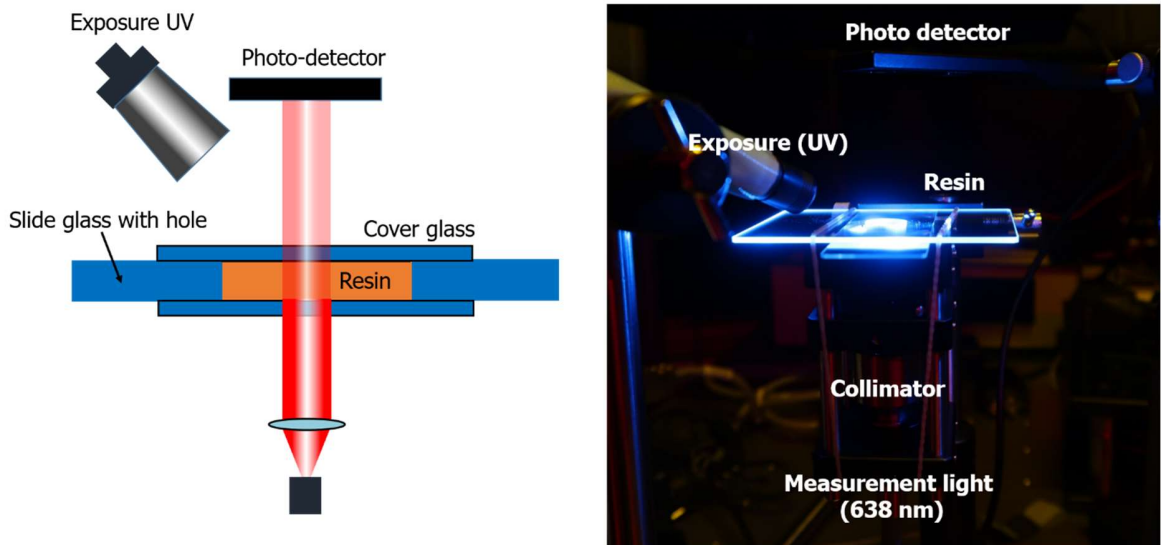 Exposure UV
Photo-detector
Slide glass with hole
Cover glass
Resin
Photo detector
Exposure (UV)
Resin
Collimator
Measurement light
(638 nm)